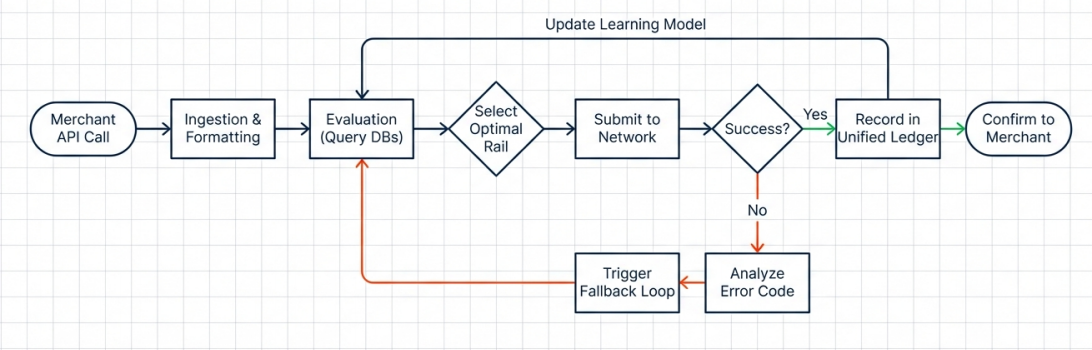 Update Learning Model
Merchant
API Call
Ingestion &
Formatting
Evaluation
(Query DBs)
Select
Optimal
Rail
Submit to
Network
Success?
Yes
Record in
Unified Ledger
Confirm to
Merchant
No
Trigger
Fallback Loop
Analyze
Error Code